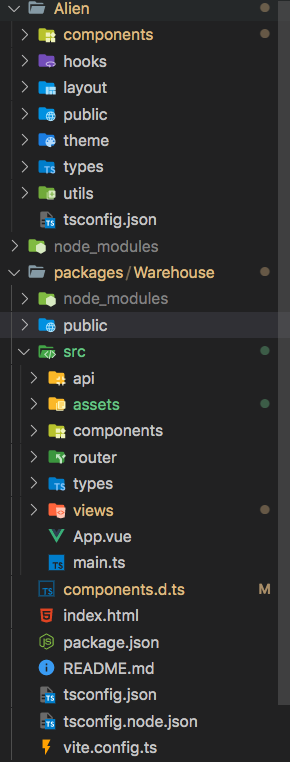 Alien
components
hooks
layout
public
theme
types
utils
tsconfig.json
node_modules
packages/Warehouse
node_modules
public
src
api
assets
components
router
types
views
App.vue
main.ts
components.d.ts M
index.html
package.json
README.md
tsconfig.json
tsconfig.node.json
vite.config.ts